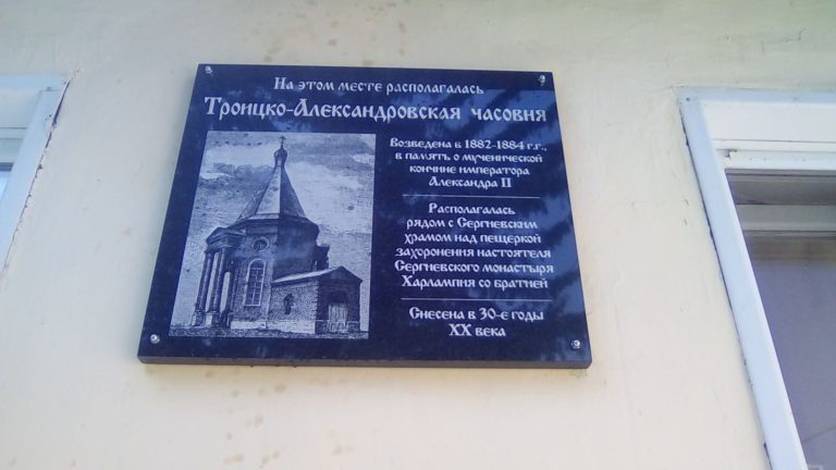 На этом месте располагалась
Троицко-Александровская часовня
Возведена в 1882-1884 г.г.,
в память о мученической
кончине императора
Александра II
Располагалась
рядом с Сергиевским
храмом над пещеркой
захоронения настоятеля
Сергиевского монастыря
Харлампия со братией
Снесена в 30-е годы
XX века